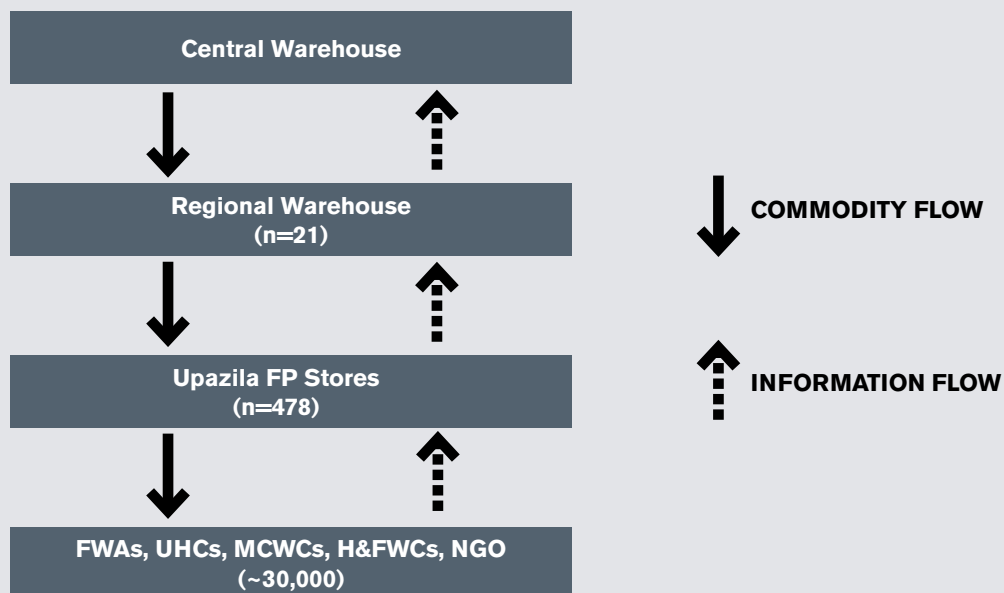 Central Warehouse
Regional Warehouse
(n=21)
COMMODITY FLOW
Upazila FP Stores
(n=478)
INFORMATION FLOW
FWAs, UHCs, MCWCs, H&FWCs, NGO
(~30,000)